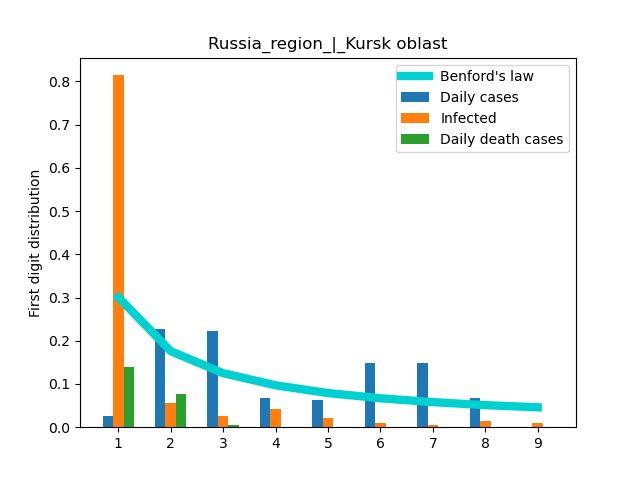 Russia_region_|_Kursk oblast
First digit distribution
0.8
0.7
0.6
0.5
0.4
0.3
0.2
0.1
0.0
1 2 3 4 5 6 7 8 9
Benford's law
Daily cases
Infected
Daily death cases